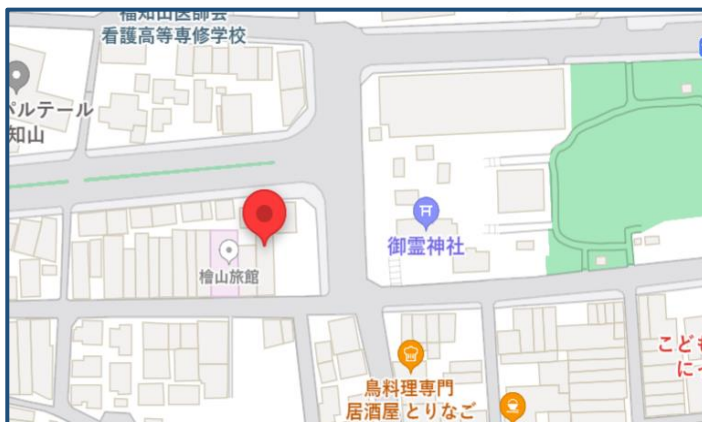 福知山医師会
看護高等専修学校
パルテール
知山
檜山旅館
御霊神社
鳥料理専門
居酒屋 とりなご
こども
にっ